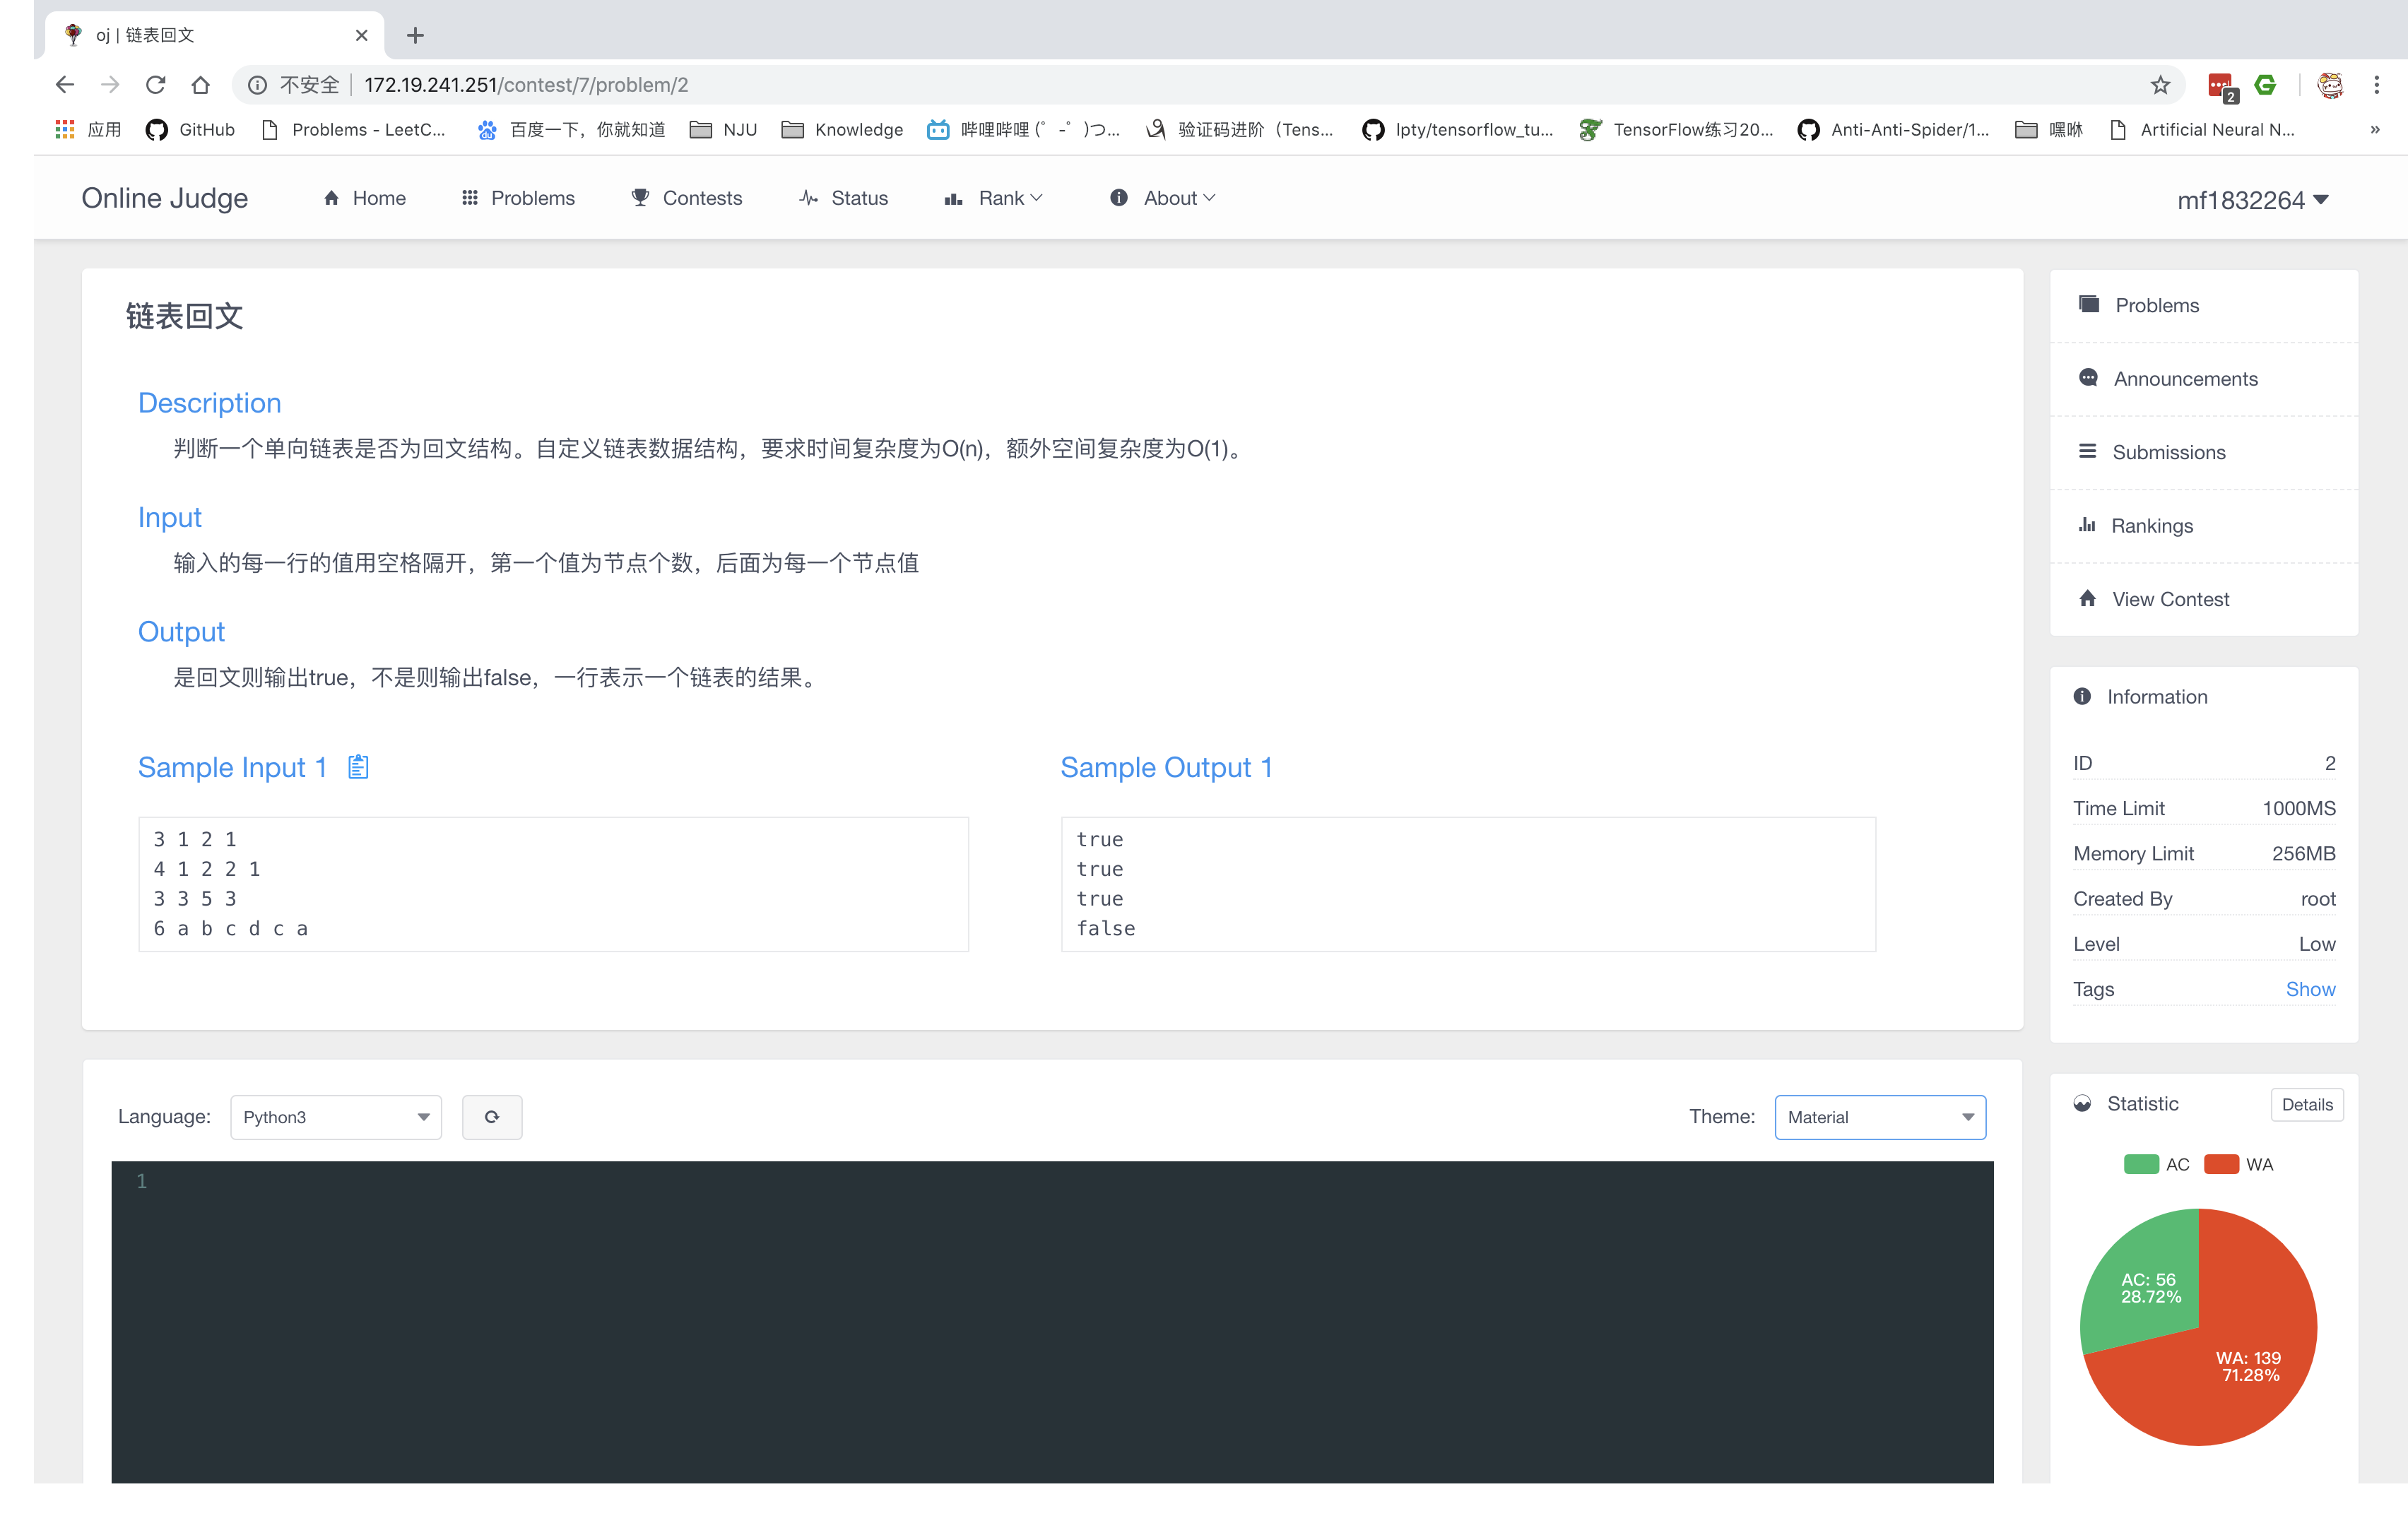 oj | 链表回文
不安全 | 172.19.241.251/contest/7/problem/2
2
应用 GitHub Problems - LeetC... 百度一下，你就知道 NJU Knowledge 哔哩哔哩 (゜-゜)つ... 验证码进阶（Tens... lpty/tensorflow_tu... TensorFlow练习20... Anti-Anti-Spider/1... 嘿咻 Artificial Neural N... »
Online Judge Home Problems Contests Status Rank About mf1832264
链表回文
Description
判断一个单向链表是否为回文结构。自定义链表数据结构，要求时间复杂度为O(n)，额外空间复杂度为O(1)。
Input
输入的每一行的值用空格隔开，第一个值为节点个数，后面为每一个节点值
Output
是回文则输出true，不是则输出false，一行表示一个链表的结果。
Sample Input 1
3 1 2 1
4 1 2 2 1
3 3 5 3
6 a b c d c a
Sample Output 1
true
true
true
false
Language: Python3
Theme: Material
1
Problems
Announcements
Submissions
Rankings
View Contest
Information
ID 2
Time Limit 1000MS
Memory Limit 256MB
Created By root
Level Low
Tags Show
Statistic Details
AC WA
AC: 56
28.72%
WA: 139
71.28%